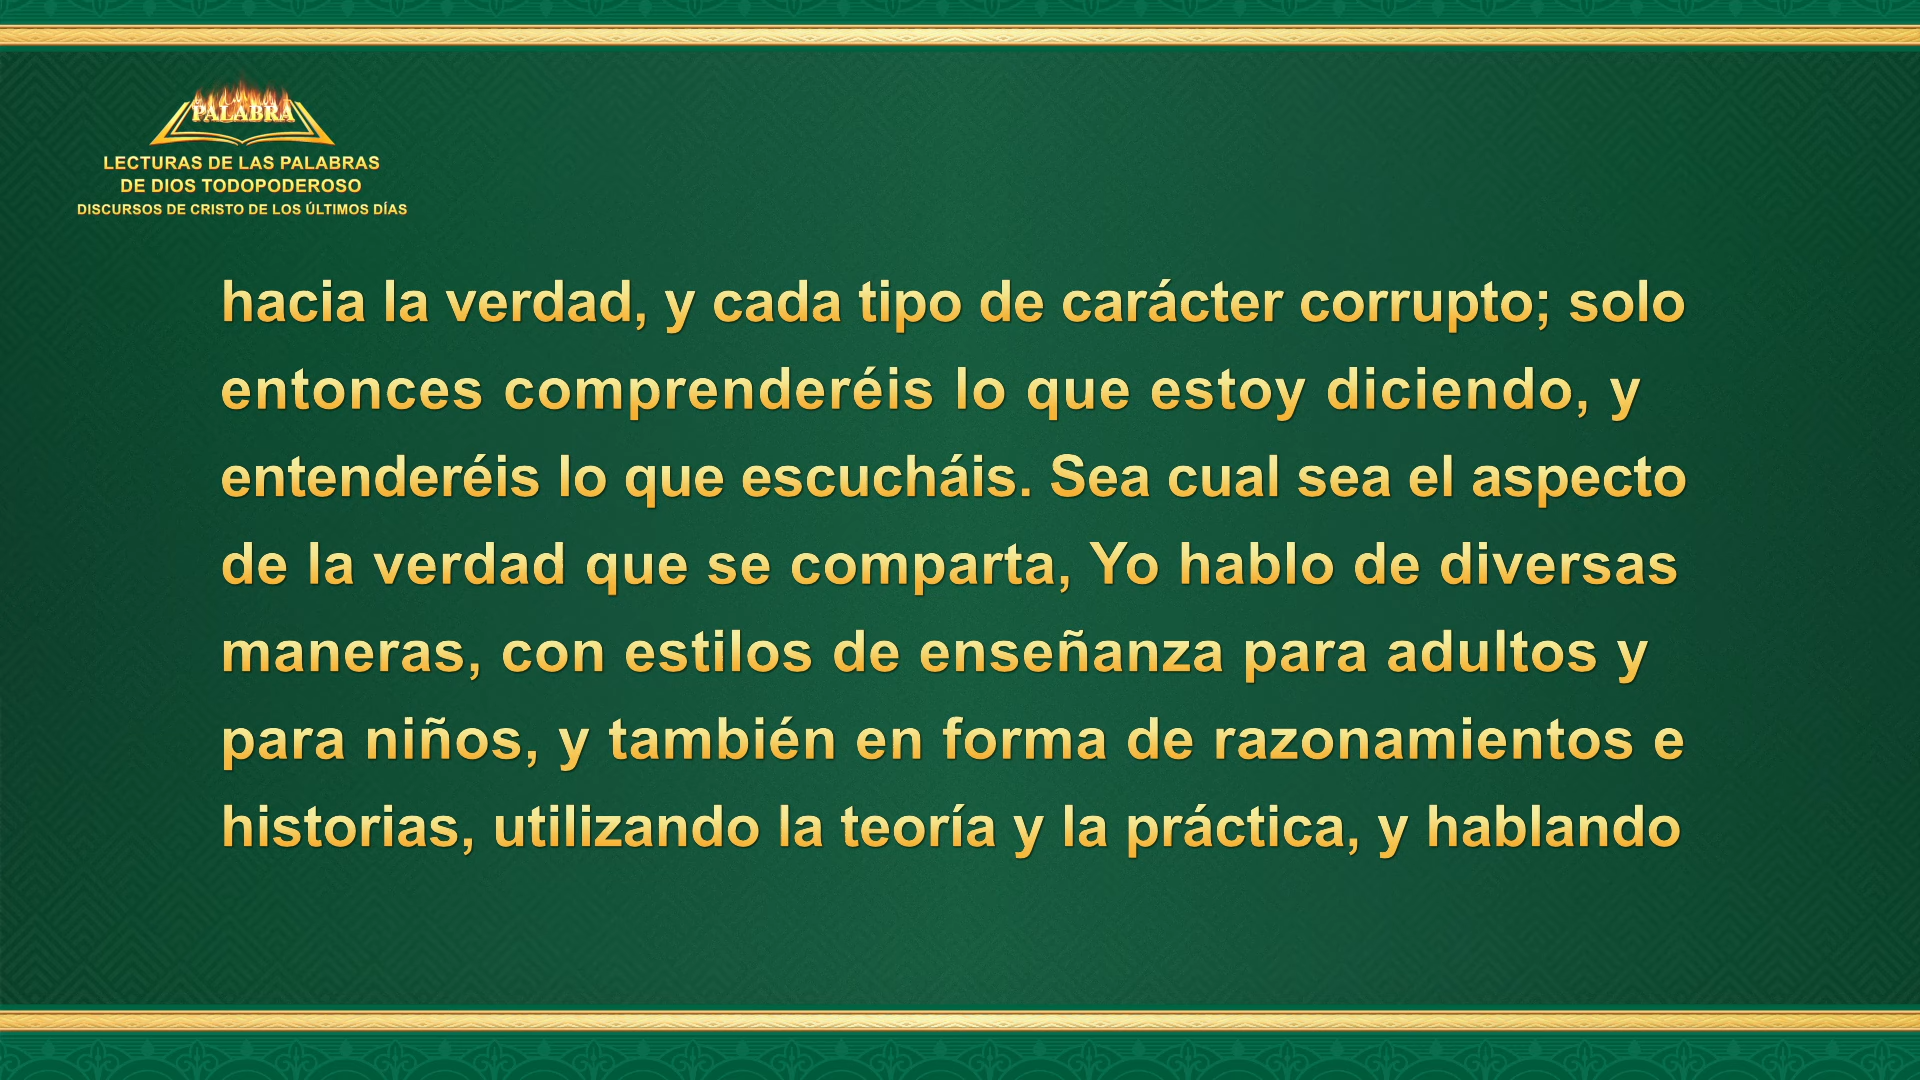 PALABRA
LECTURAS DE LAS PALABRAS
DE DIOS TODOPODEROSO
DISCURSOS DE CRISTO DE LOS ÚLTIMOS DÍAS
hacia la verdad, y cada tipo de carácter corrupto; solo
entonces comprenderéis lo que estoy diciendo, y
entenderéis lo que escucháis. Sea cual sea el aspecto
de la verdad que se comparta, Yo hablo de diversas
maneras, con estilos de enseñanza para adultos y
para niños, y también en forma de razonamientos e
historias, utilizando la teoría y la práctica, y hablando